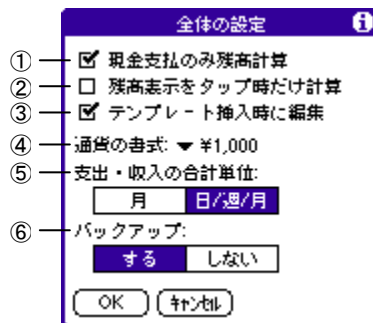 全体の設定 i
① 現金支払のみ残高計算
② 残高表示をタップ時だけ計算
③ テンプレート挿入時に編集
④ 通貨の書式: ▼ ¥1,000
⑤ 支出・収入の合計単位:
月 日/週/月
⑥ バックアップ:
する しない
OK キャンセル